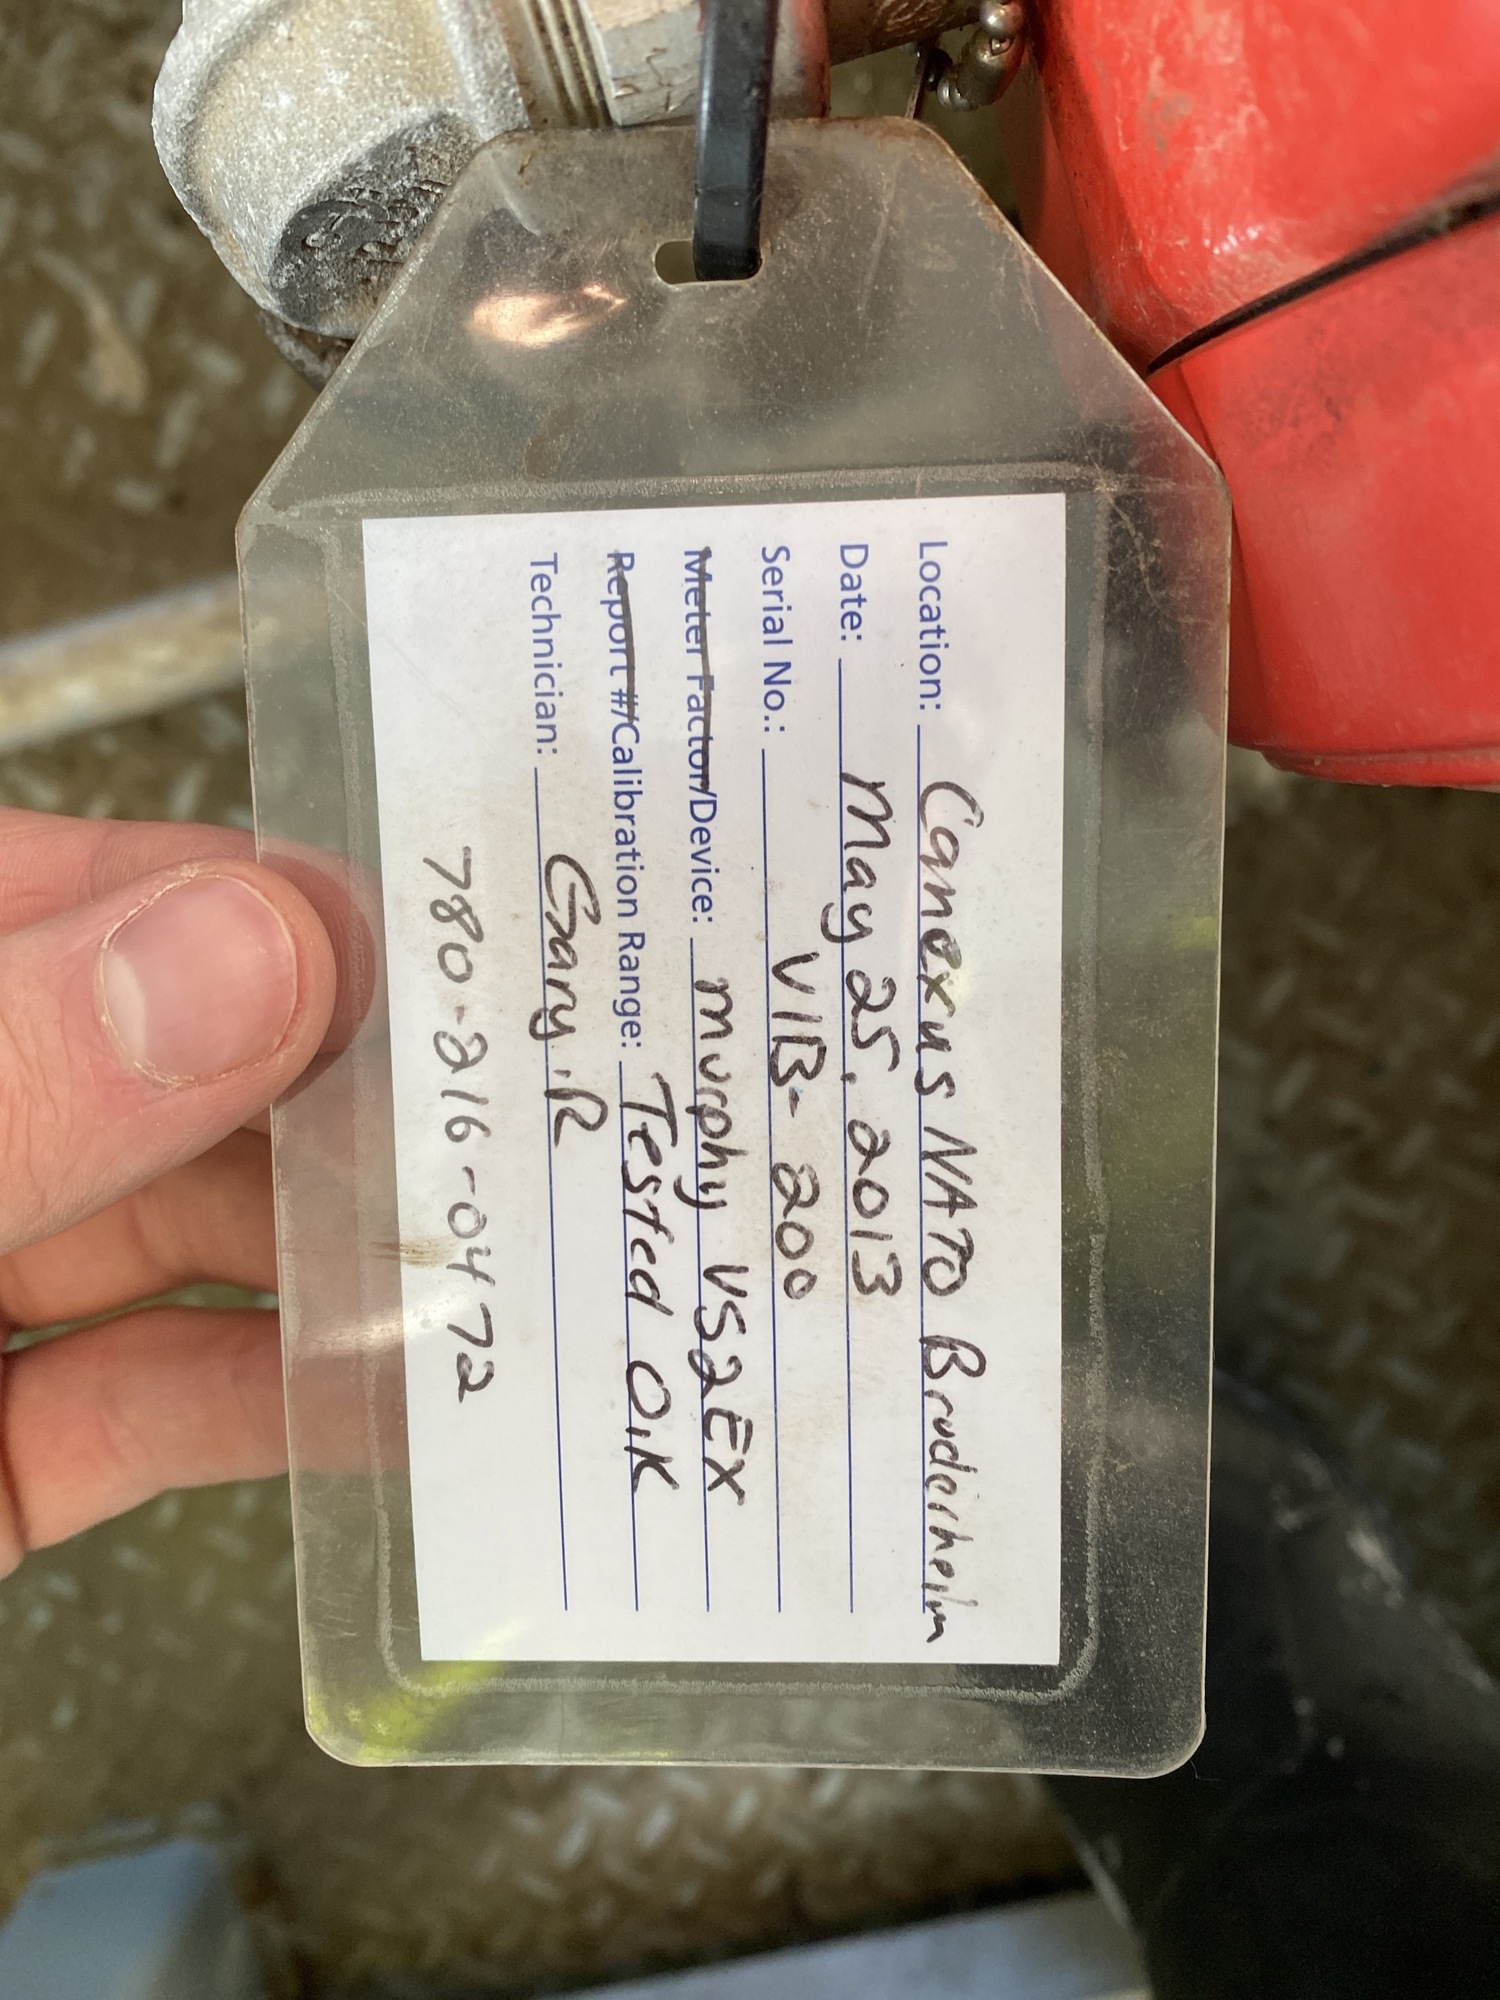 Location: Canexus NATO Bruderheim
Date: May 25, 2013
Serial No.: VIB-200
Meter Factor/Device: Murphy VS2EX
Report #/Calibration Range: Tested O.K
Technician: Gary.R
780-216-0472